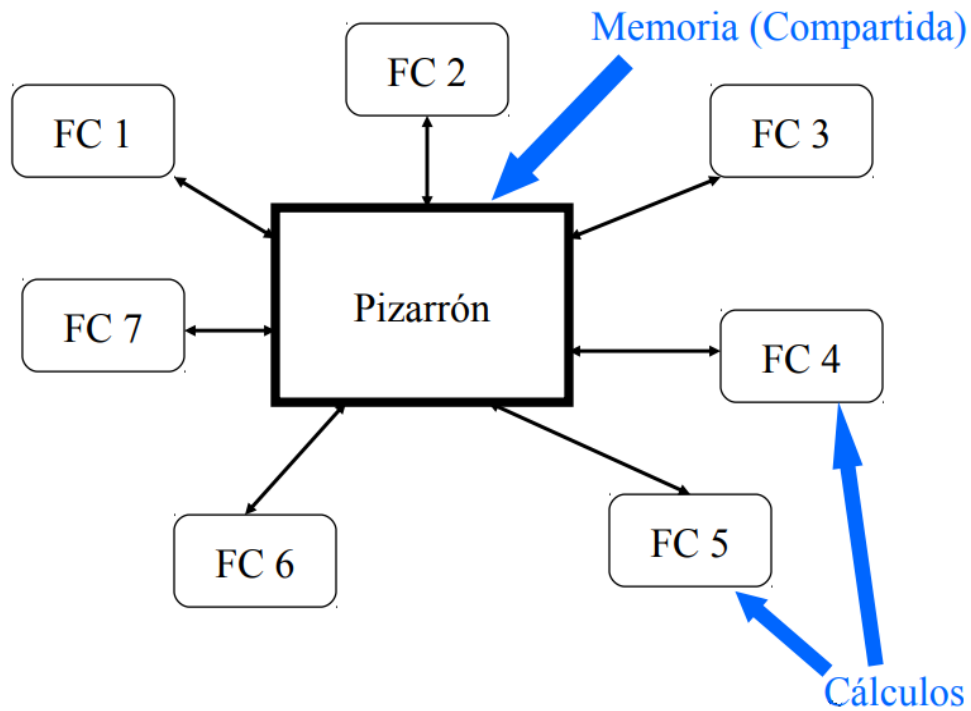 Memoria (Compartida)
FC 2
FC 1
FC 3
Pizarrón
FC 7
FC 4
FC 6
FC 5
Cálculos